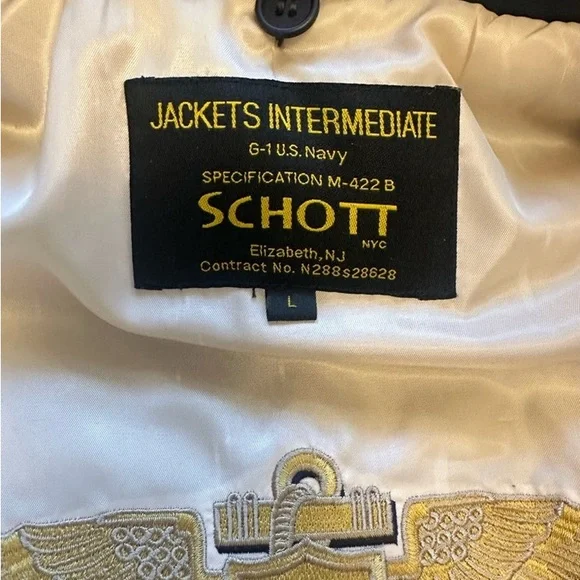 JACKETS INTERMEDIATE
G-1 U.S. Navy
SPECIFICATION M-422 B
SCHOTT
NYC
Elizabeth, NJ
Contract No. N288s28628
L